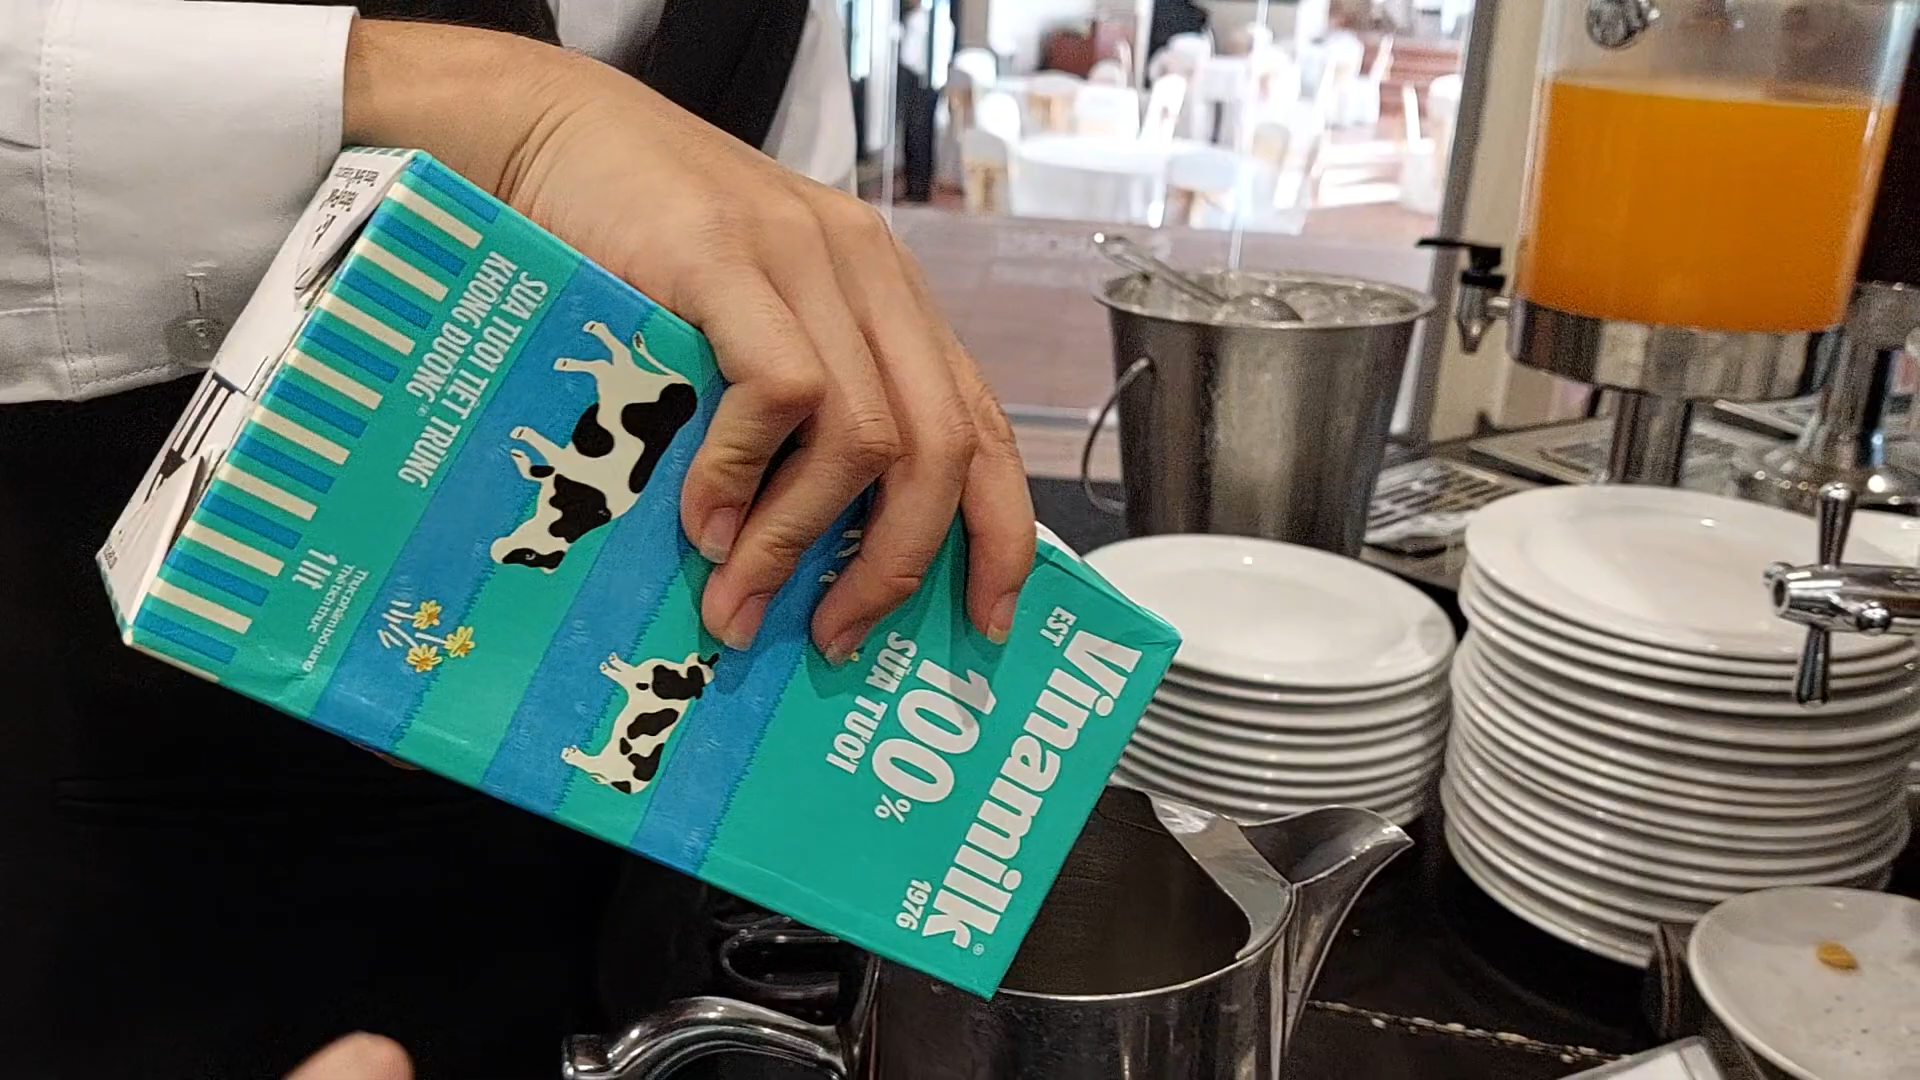 EST
Vinamilk
1976
100%
SỮA TƯƠI
SỮA TƯƠI TIỆT TRÙNG
KHÔNG ĐƯỜNG
1 lít